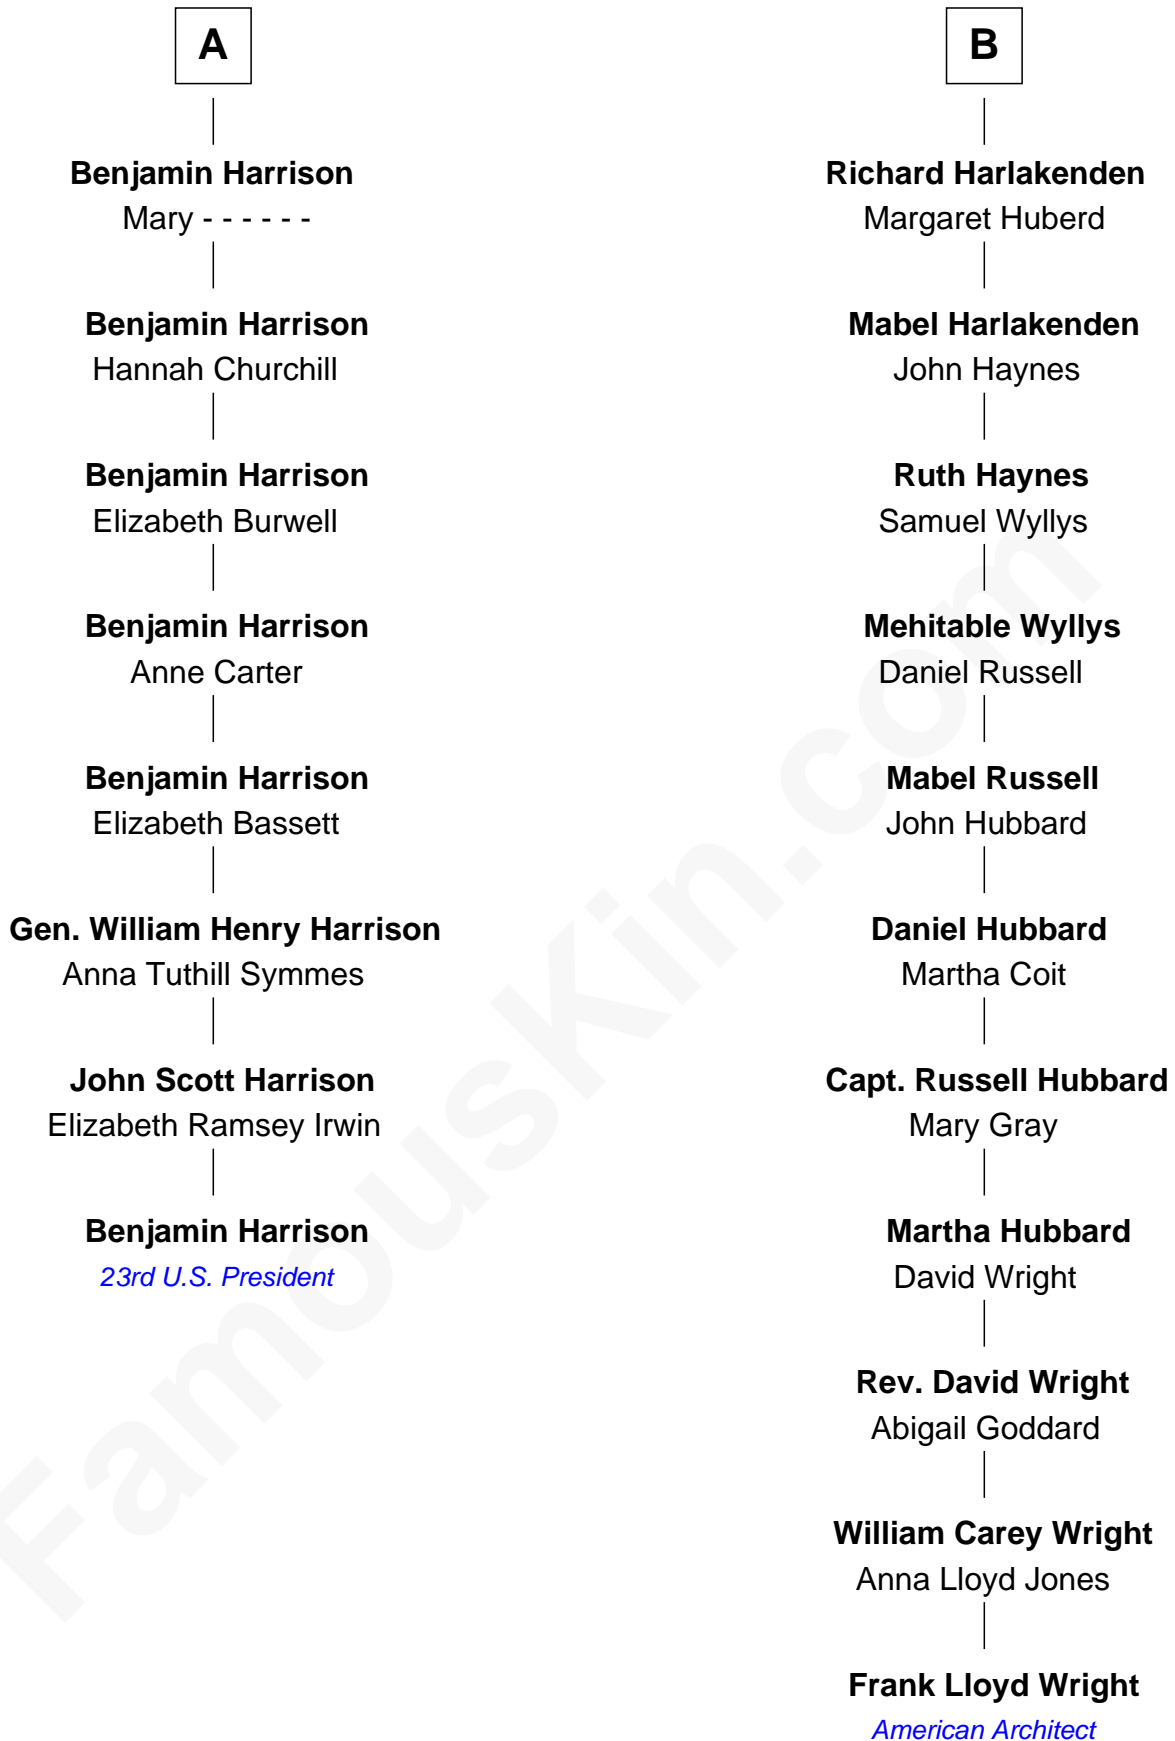 A
Benjamin Harrison
Mary - - - - - -
Benjamin Harrison
Hannah Churchill
Benjamin Harrison
Elizabeth Burwell
Benjamin Harrison
Anne Carter
Benjamin Harrison
Elizabeth Bassett
Gen. William Henry Harrison
Anna Tuthill Symmes
John Scott Harrison
Elizabeth Ramsey Irwin
Benjamin Harrison
23rd U.S. President
B
Richard Harlakenden
Margaret Huberd
Mabel Harlakenden
John Haynes
Ruth Haynes
Samuel Wyllys
Mehitable Wyllys
Daniel Russell
Mabel Russell
John Hubbard
Daniel Hubbard
Martha Coit
Capt. Russell Hubbard
Mary Gray
Martha Hubbard
David Wright
Rev. David Wright
Abigail Goddard
William Carey Wright
Anna Lloyd Jones
Frank Lloyd Wright
American Architect
FamousKin.com